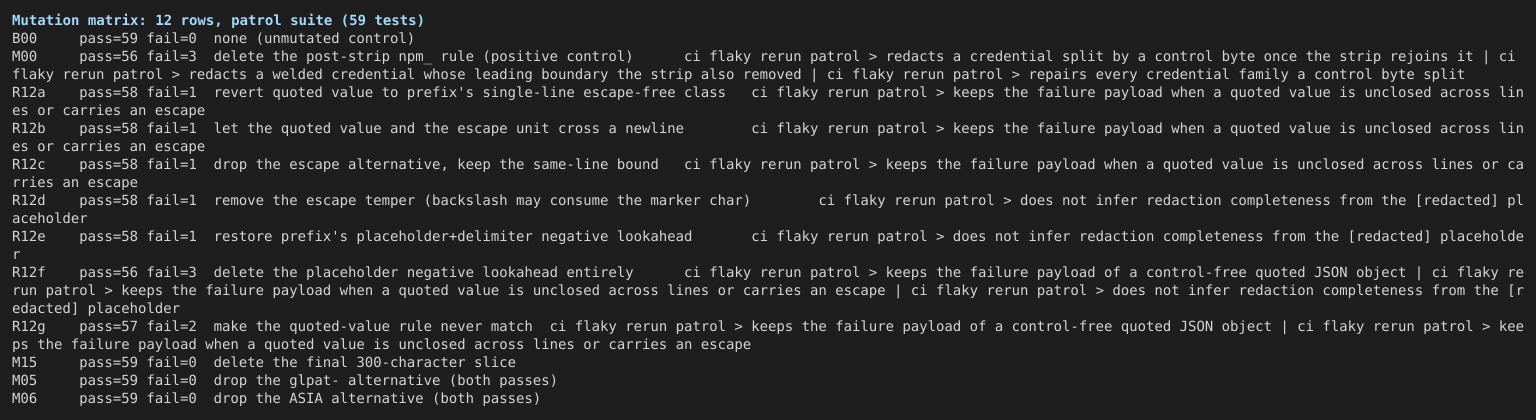 Mutation matrix: 12 rows, patrol suite (59 tests)
B00     pass=59 fail=0  none (unmutated control)
M00     pass=56 fail=3  delete the post-strip npm_ rule (positive control)      ci flaky rerun patrol > redacts a credential split by a control byte once the strip rejoins it | ci
flaky rerun patrol > redacts a welded credential whose leading boundary the strip also removed | ci flaky rerun patrol > repairs every credential family a control byte split
R12a    pass=58 fail=1  revert quoted value to prefix's single-line escape-free class   ci flaky rerun patrol > keeps the failure payload when a quoted value is unclosed across lin
es or carries an escape
R12b    pass=58 fail=1  let the quoted value and the escape unit cross a newline        ci flaky rerun patrol > keeps the failure payload when a quoted value is unclosed across lin
es or carries an escape
R12c    pass=58 fail=1  drop the escape alternative, keep the same-line bound   ci flaky rerun patrol > keeps the failure payload when a quoted value is unclosed across lines or ca
rries an escape
R12d    pass=58 fail=1  remove the escape temper (backslash may consume the marker char)        ci flaky rerun patrol > does not infer redaction completeness from the [redacted] pl
aceholder
R12e    pass=58 fail=1  restore prefix's placeholder+delimiter negative lookahead       ci flaky rerun patrol > does not infer redaction completeness from the [redacted] placeholde
r
R12f    pass=56 fail=3  delete the placeholder negative lookahead entirely      ci flaky rerun patrol > keeps the failure payload of a control-free quoted JSON object | ci flaky re
run patrol > keeps the failure payload when a quoted value is unclosed across lines or carries an escape | ci flaky rerun patrol > does not infer redaction completeness from the [r
edacted] placeholder
R12g    pass=57 fail=2  make the quoted-value rule never match  ci flaky rerun patrol > keeps the failure payload of a control-free quoted JSON object | ci flaky rerun patrol > kee
ps the failure payload when a quoted value is unclosed across lines or carries an escape
M15     pass=59 fail=0  delete the final 300-character slice
M05     pass=59 fail=0  drop the glpat- alternative (both passes)
M06     pass=59 fail=0  drop the ASIA alternative (both passes)